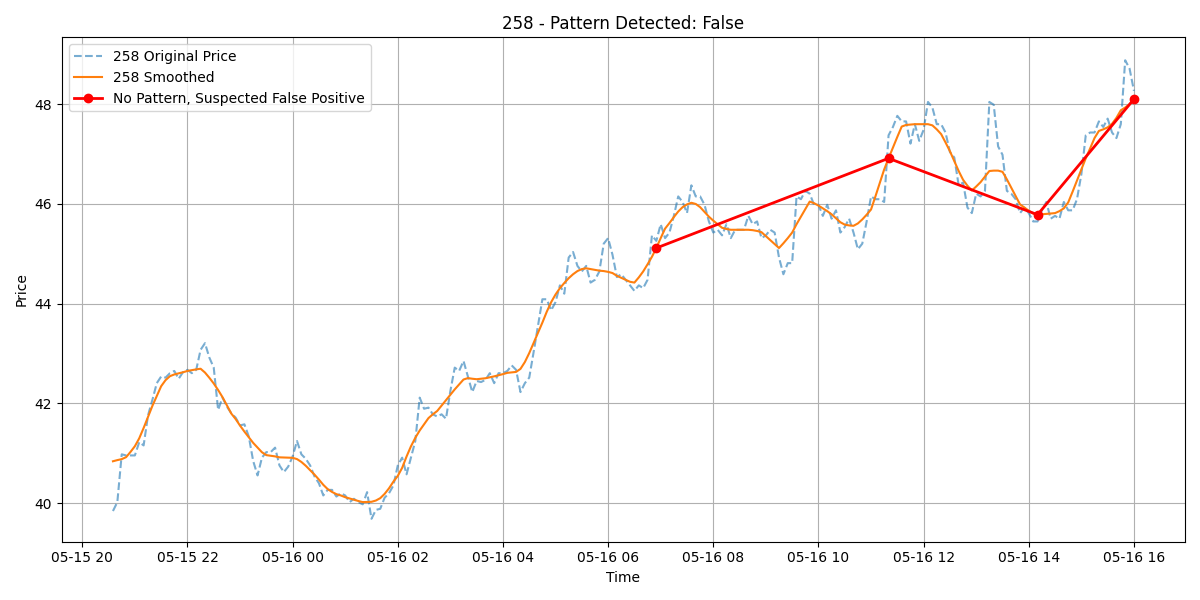 258 - Pattern Detected: False
258 Original Price
258 Smoothed
No Pattern, Suspected False Positive
Price
48
46
44
42
40
05-15 20 05-15 22 05-16 00 05-16 02 05-16 04 05-16 06 05-16 08 05-16 10 05-16 12 05-16 14 05-16 16
Time